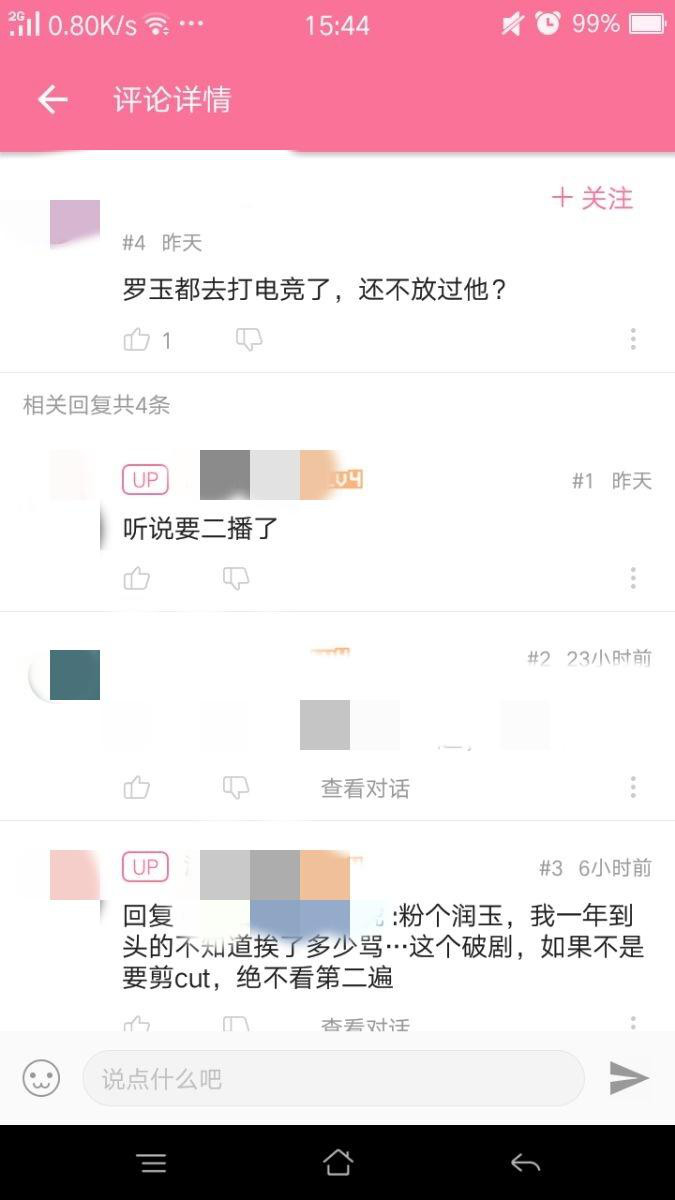 2G 0.80K/s 15:44 99%
评论详情
+ 关注
#4 昨天
罗玉都去打电竞了，还不放过他？
1
相关回复共4条
UP #1 昨天
听说要二播了
#2 23小时前
查看对话
UP #3 6小时前
回复 :粉个润玉，我一年到
头的不知道挨了多少骂…这个破剧，如果不是
要剪cut，绝不看第二遍
查看对话
说点什么吧